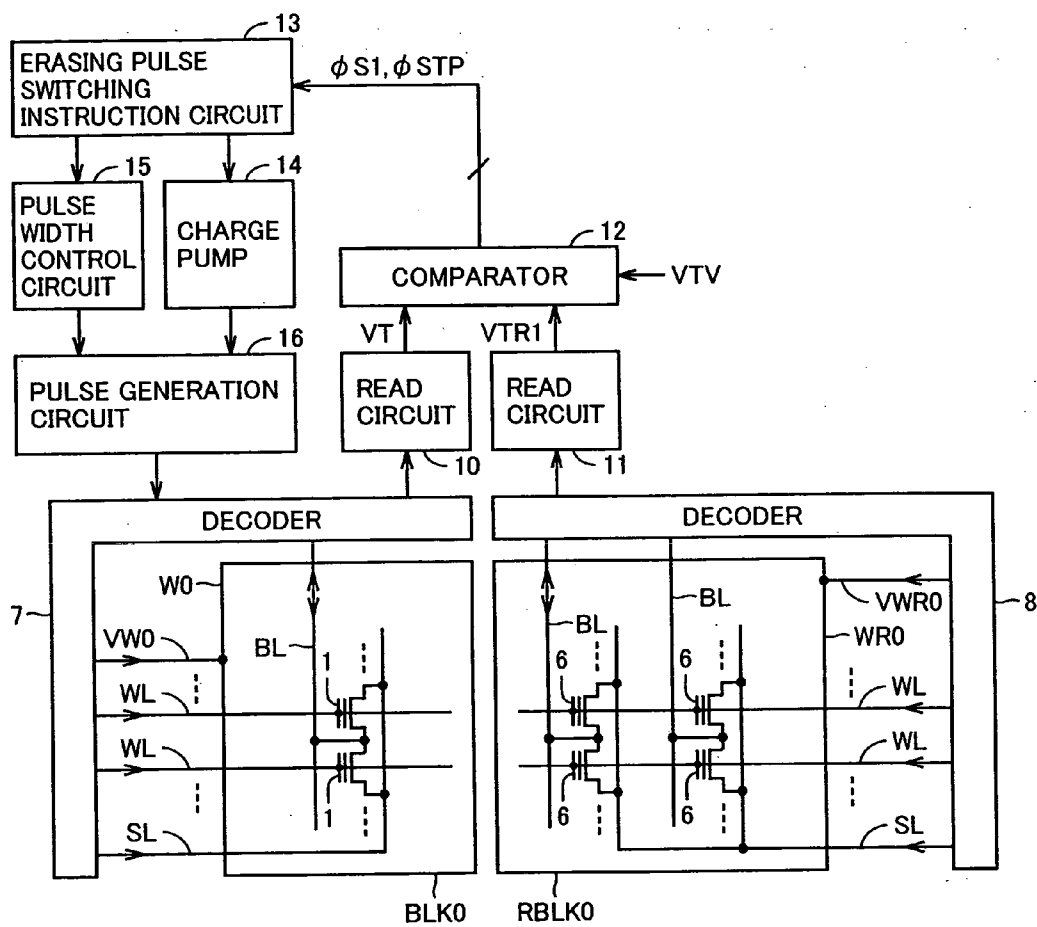 13
ERASING PULSE
SWITCHING
INSTRUCTION CIRCUIT
φS1, φSTP
15
14
PULSE
WIDTH
CONTROL
CIRCUIT
CHARGE
PUMP
12
COMPARATOR
VTV
VT
VTR1
16
PULSE GENERATION
CIRCUIT
READ
CIRCUIT
READ
CIRCUIT
10
11
DECODER
DECODER
7
W0
BL
BL
BL
VWR0
8
WR0
VW0
1
6
6
WL
WL
WL
WL
1
6
6
SL
SL
BLK0
RBLK0